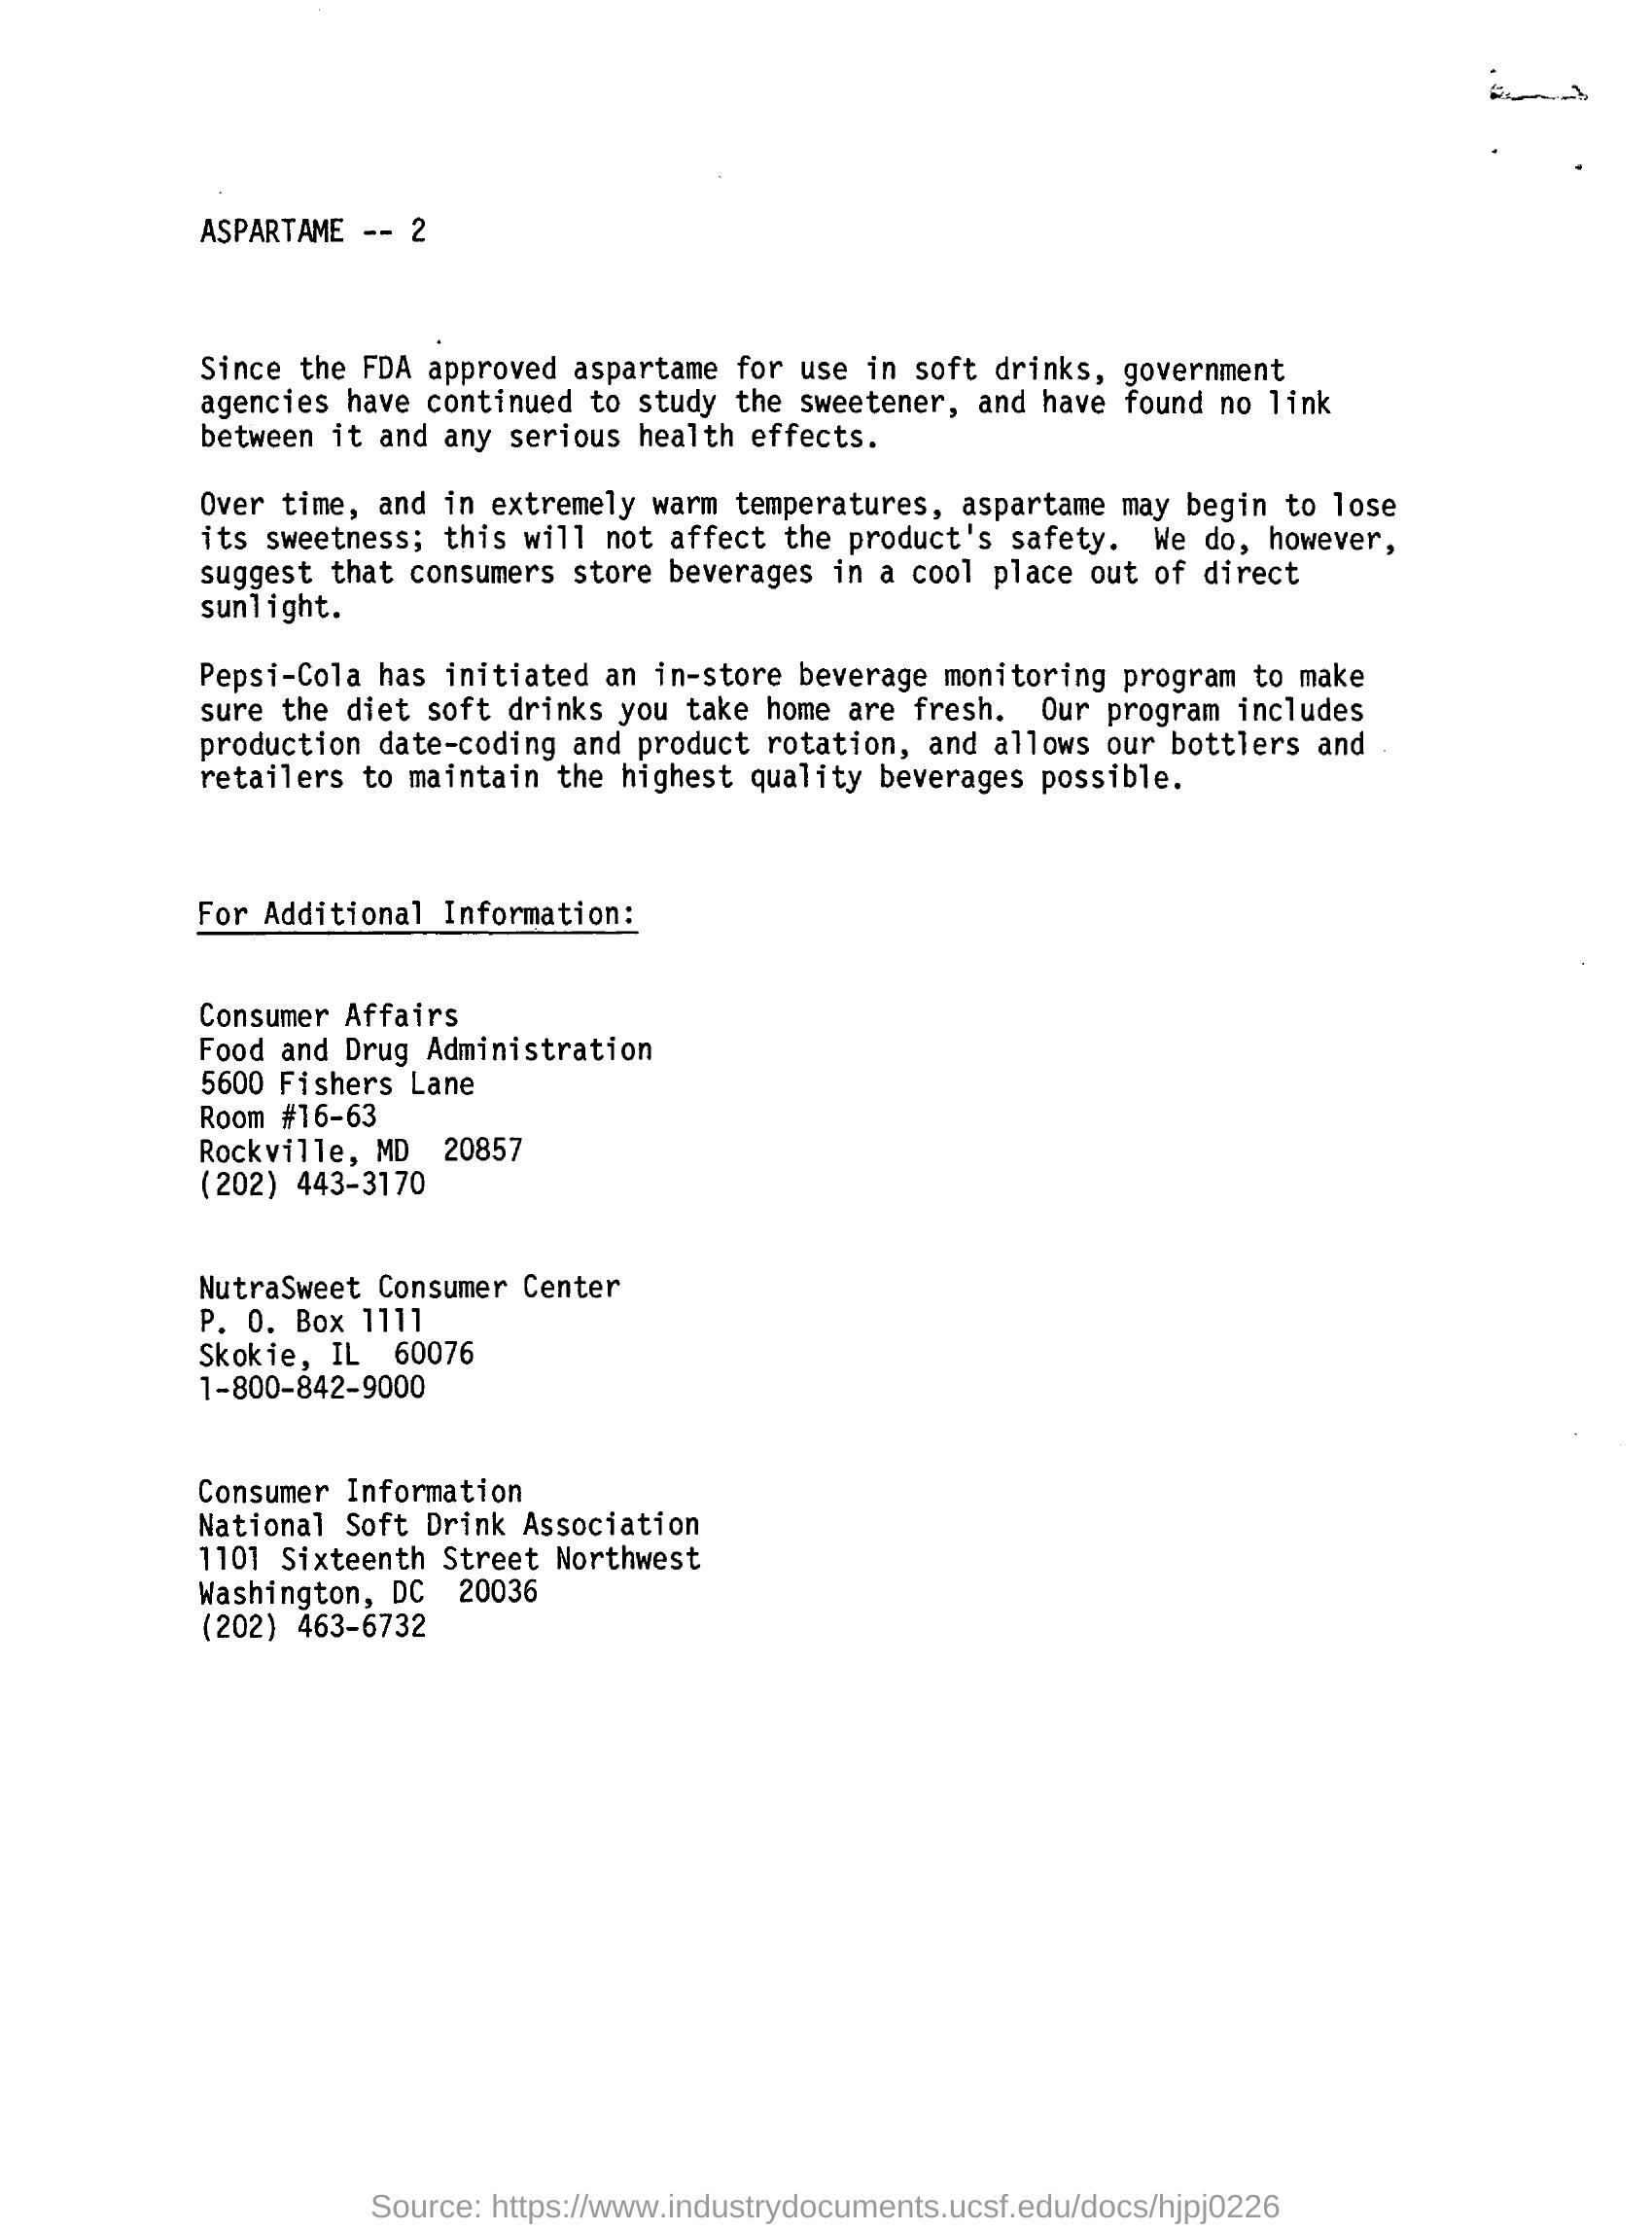 ASPARTAME -- 2
Since the FDA approved aspartame for use in soft drinks, government
agencies have continued to study the sweetener, and have found no link
between it and any serious health effects.
Over time, and in extremely warm temperatures, aspartame may begin to lose
its sweetness; this will not affect the product's safety. We do, however,
suggest that consumers store beverages in a cool place out of direct
sunlight.
Pepsi-Cola has initiated an in-store beverage monitoring program to make
sure the diet soft drinks you take home are fresh. Our program includes
production date-coding and product rotation, and allows our bottlers and
retailers to maintain the highest quality beverages possible.
For Additional Information:
Consumer Affairs
Food and Drug Administration
5600 Fishers Lane
Room #16-63
Rockville, MD 20857
(202) 443-3170
NutraSweet Consumer Center
P. O. Box 1111
Skokie, IL 60076
1-800-842-9000
Consumer Information
National Soft Drink Association
1101 Sixteenth Street Northwest
Washington, DC 20036
(202) 463-6732
Source: https://www.industrydocuments.ucsf.edu/docs/hjpj0226